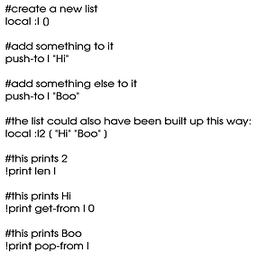 #create a new list
local :l []
#add something to it
push-to l "Hi"
#add something else to it
push-to l "Boo"
#the list could also have been built up this way:
local :l2 [ "Hi" "Boo" ]
#this prints 2
!print len l
#this prints Hi
!print get-from l 0
#this prints Boo
!print pop-from l